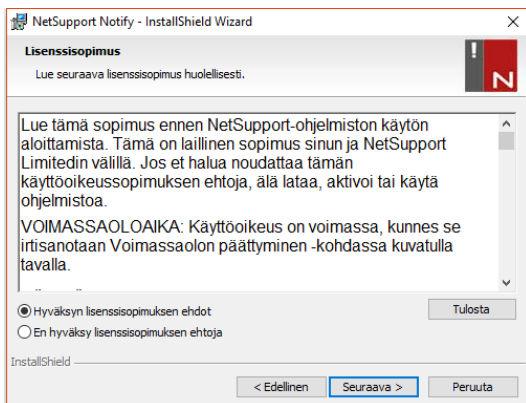 NetSupport Notify - InstallShield Wizard
Lisenssisopimus
Lue seuraava lisenssisopimus huolellisesti.
! N
Lue tämä sopimus ennen NetSupport-ohjelmiston käytön
aloittamista. Tämä on laillinen sopimus sinun ja NetSupport
Limitedin välillä. Jos et halua noudattaa tämän
käyttöoikeussopimuksen ehtoja, älä lataa, aktivoi tai käytä
ohjelmistoa.
VOIMASSAOLOAIKA: Käyttöoikeus on voimassa, kunnes se
irtisanotaan Voimassaolon päättyminen -kohdassa kuvatulla
tavalla.
Hyväksyn lisenssisopimuksen ehdot
Tulosta
En hyväksy lisenssisopimuksen ehtoja
InstallShield
< Edellinen
Seuraava >
Peruuta